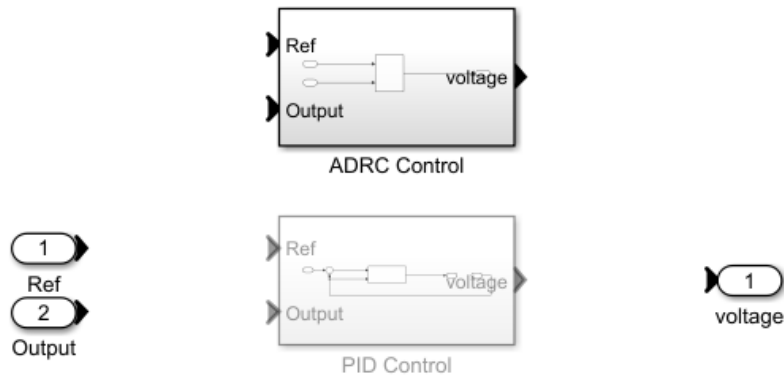 Ref
voltage
Output
ADRC Control
1
Ref
2
Output
Ref
voltage
Output
PID Control
1
voltage